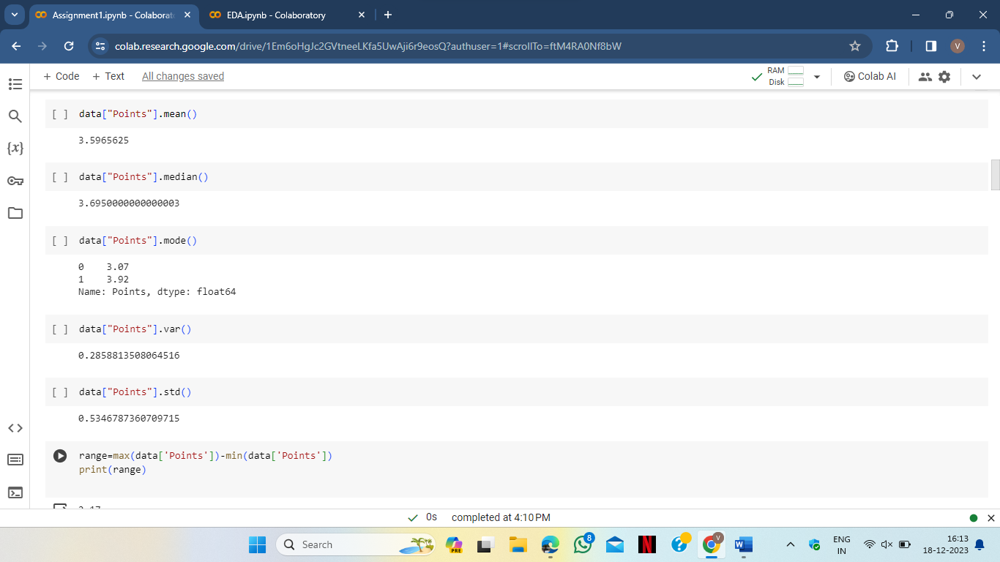 Assignment1.ipynb - Colaborat
EDA.ipynb - Colaboratory
colab.research.google.com/drive/1Em6oHgJc2GVtneeLKfa5UwAji6r9eosQ?authuser=1#scrollTo=ftM4RA0Nf8bW
V
+ Code + Text All changes saved
RAM
Disk
Colab AI
{x}
[ ] data["Points"].mean()
3.5965625
[ ] data["Points"].median()
3.6950000000000003
[ ] data["Points"].mode()
0 3.07
1 3.92
Name: Points, dtype: float64
[ ] data["Points"].var()
0.2858813508064516
[ ] data["Points"].std()
0.5346787360709715
range=max(data['Points'])-min(data['Points'])
print(range)
0s completed at 4:10 PM
Search
PRE
8
N
?
V
W
ENG
IN
16:13
18-12-2023